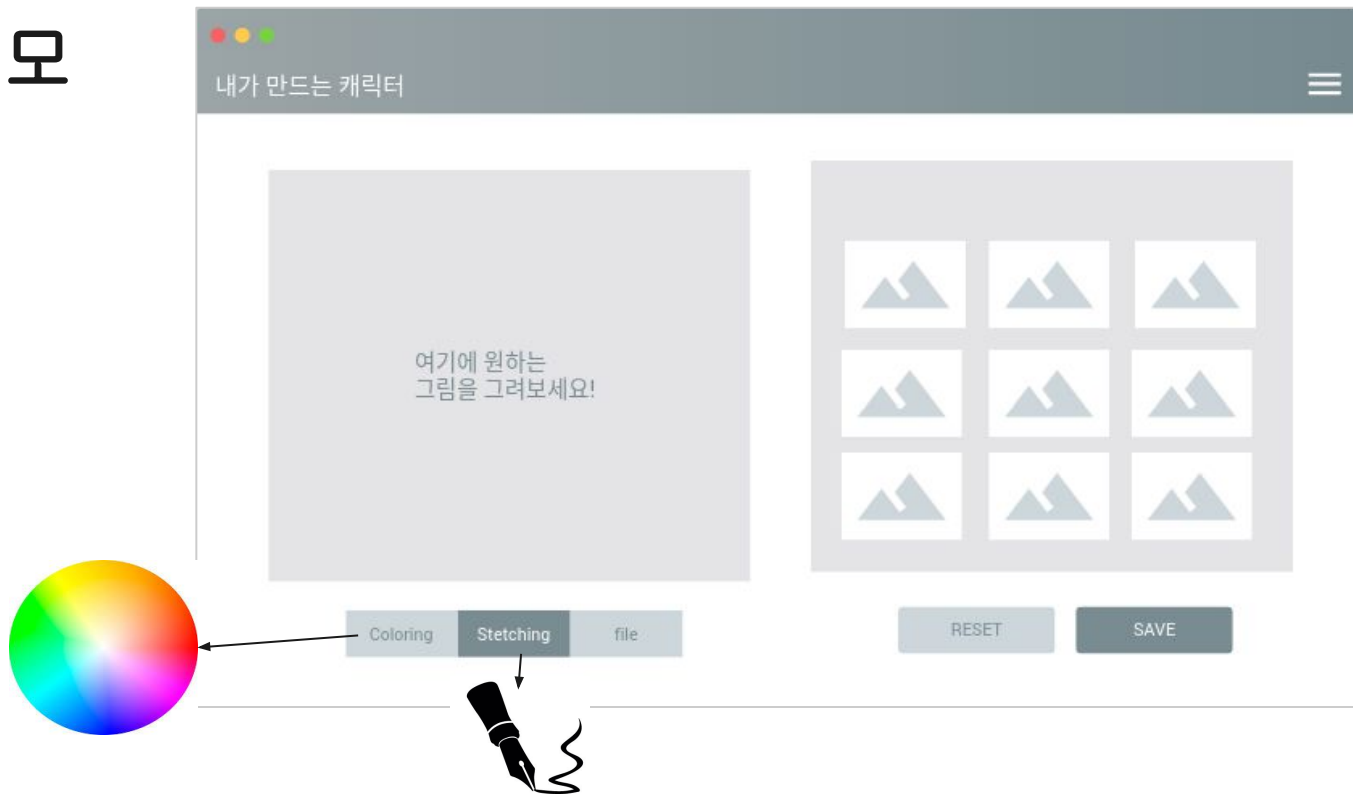 모
내가 만드는 캐릭터
여기에 원하는
그림을 그려보세요!
Coloring
Stetching
file
RESET
SAVE